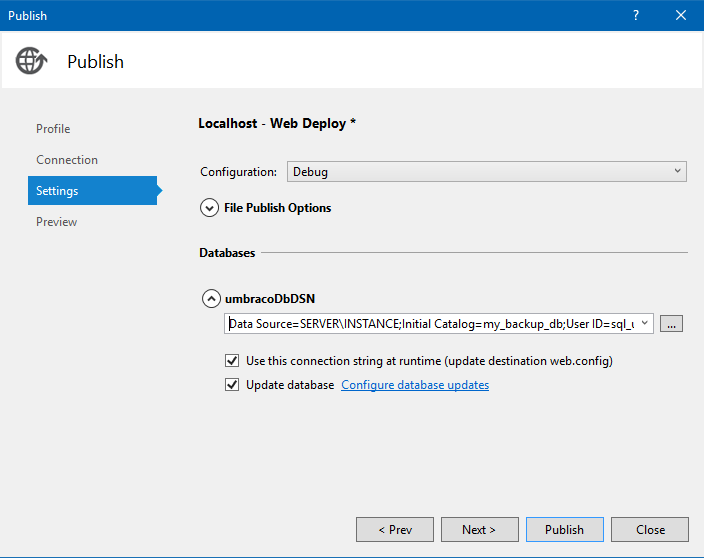 Publish
?
Publish
Profile
Connection
Settings
Preview
Localhost - Web Deploy *
Configuration: Debug
File Publish Options
Databases
umbracoDbDSN
Data Source=SERVER\INSTANCE;Initial Catalog=my_backup_db;User ID=sql_u
...
Use this connection string at runtime (update destination web.config)
Update database Configure database updates
< Prev Next > Publish Close